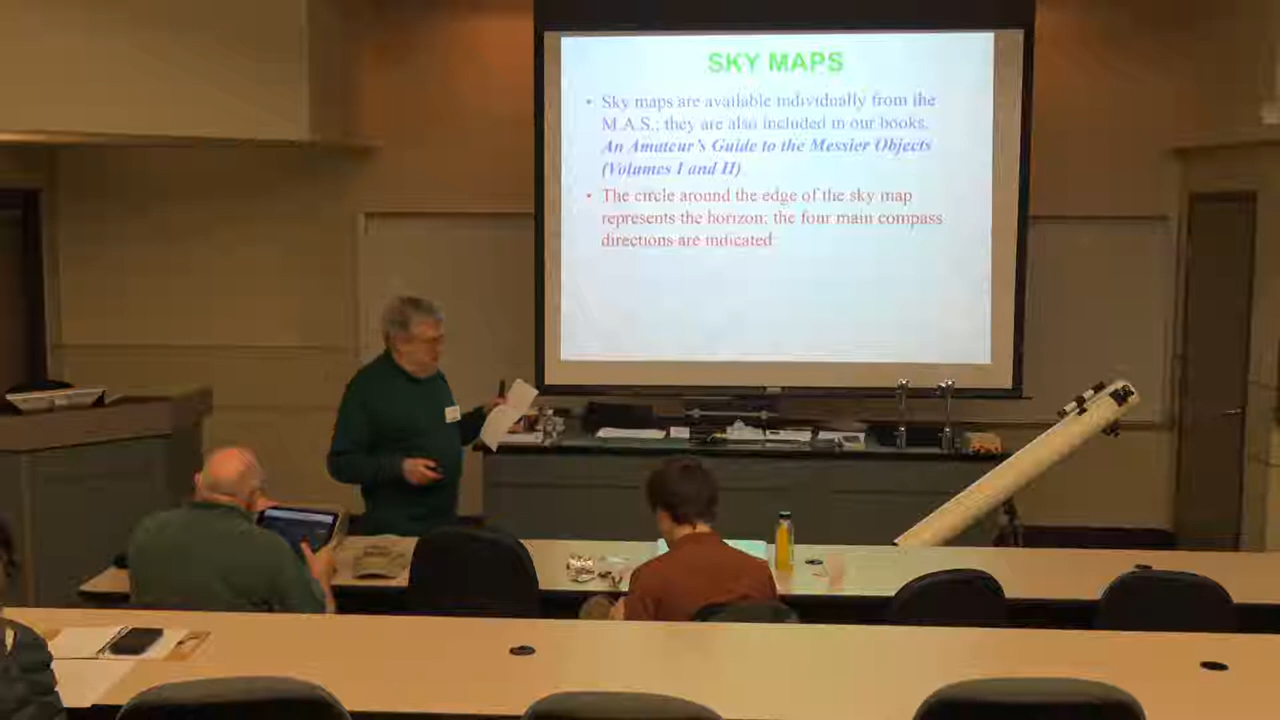 SKY MAPS
• Sky maps are available individually from the
M.A.S.; they are also included in our books,
An Amateur's Guide to the Messier Objects
(Volumes I and II)
• The circle around the edge of the sky map
represents the horizon; the four main compass
directions are indicated